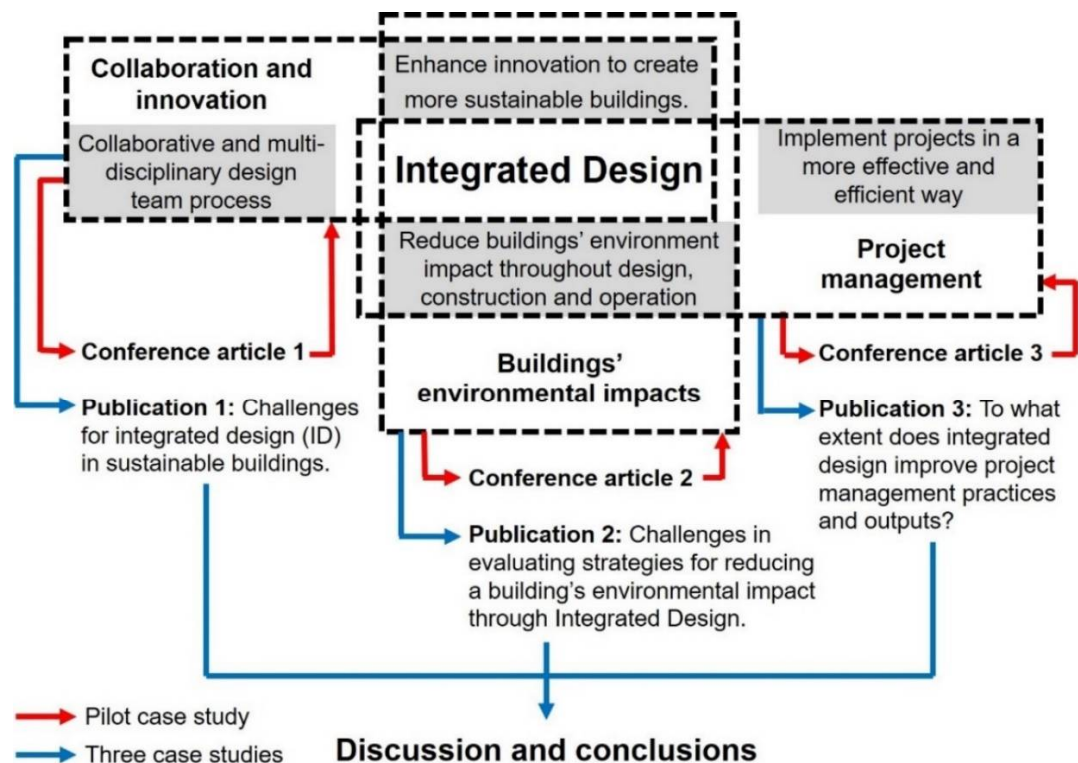 Collaboration and
innovation
Enhance innovation to create
more sustainable buildings.
Collaborative and multi-
disciplinary design
team process
Integrated Design
Implement projects in a
more effective and
efficient way
Reduce buildings’ environment
impact throughout design,
construction and operation
Project
management
Conference article 1
Buildings’
environmental impacts
Conference article 3
Publication 1: Challenges
for integrated design (ID)
in sustainable buildings.
Conference article 2
Publication 3: To what
extent does integrated
design improve project
management practices
and outputs?
Publication 2: Challenges in
evaluating strategies for reducing
a building’s environmental impact
through Integrated Design.
Pilot case study
Three case studies
Discussion and conclusions